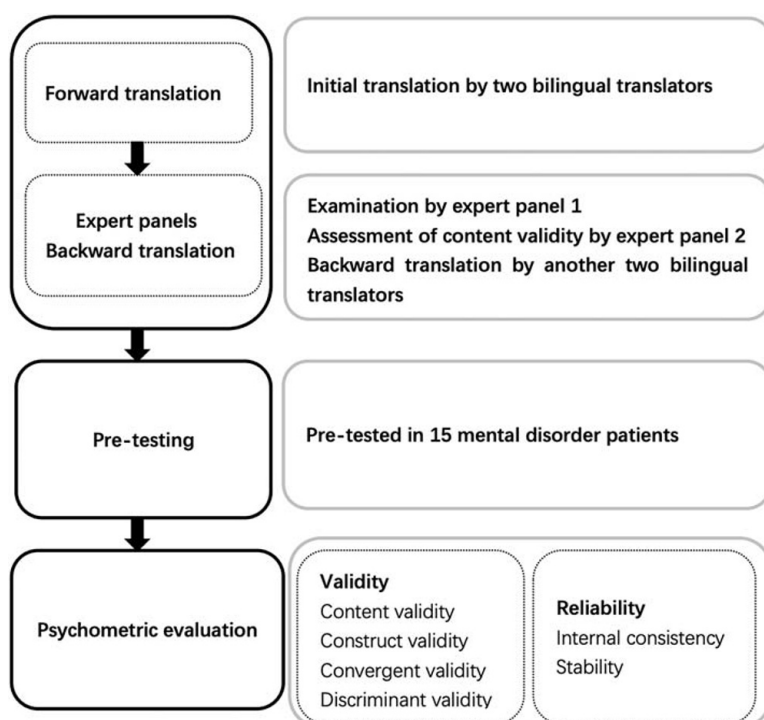 Forward translation
Initial translation by two bilingual translators
Expert panels
Backward translation
Examination by expert panel 1
Assessment of content validity by expert panel 2
Backward translation by another two bilingual
translators
Pre-testing
Pre-tested in 15 mental disorder patients
Psychometric evaluation
Validity
Content validity
Construct validity
Convergent validity
Discriminant validity
Reliability
Internal consistency
Stability